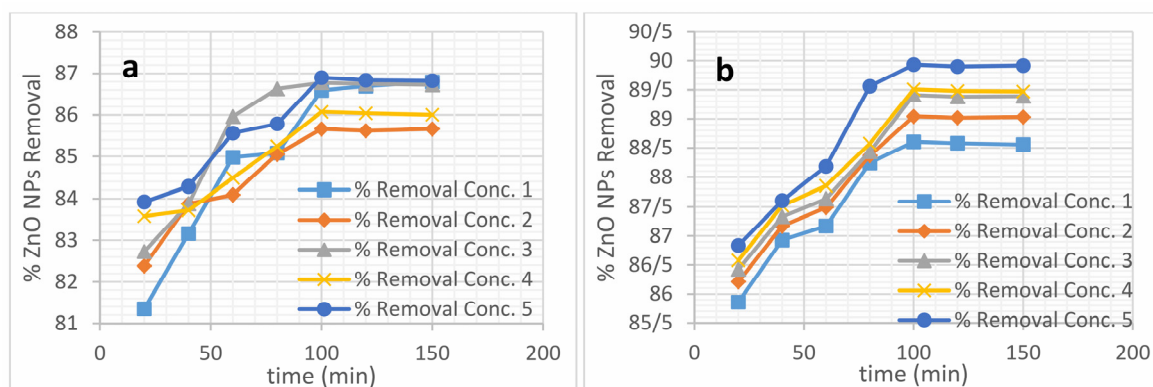 88
87
86
85
84
83
82
81
0
50
100
150
200
% ZnO NPs Removal
time (min)
a
% Removal Conc. 1
% Removal Conc. 2
% Removal Conc. 3
% Removal Conc. 4
% Removal Conc. 5
90/5
90
89/5
89
88/5
88
87/5
87
86/5
86
85/5
0
50
100
150
200
% ZnO NPs Removal
time (min)
b
% Removal Conc. 1
% Removal Conc. 2
% Removal Conc. 3
% Removal Conc. 4
% Removal Conc. 5